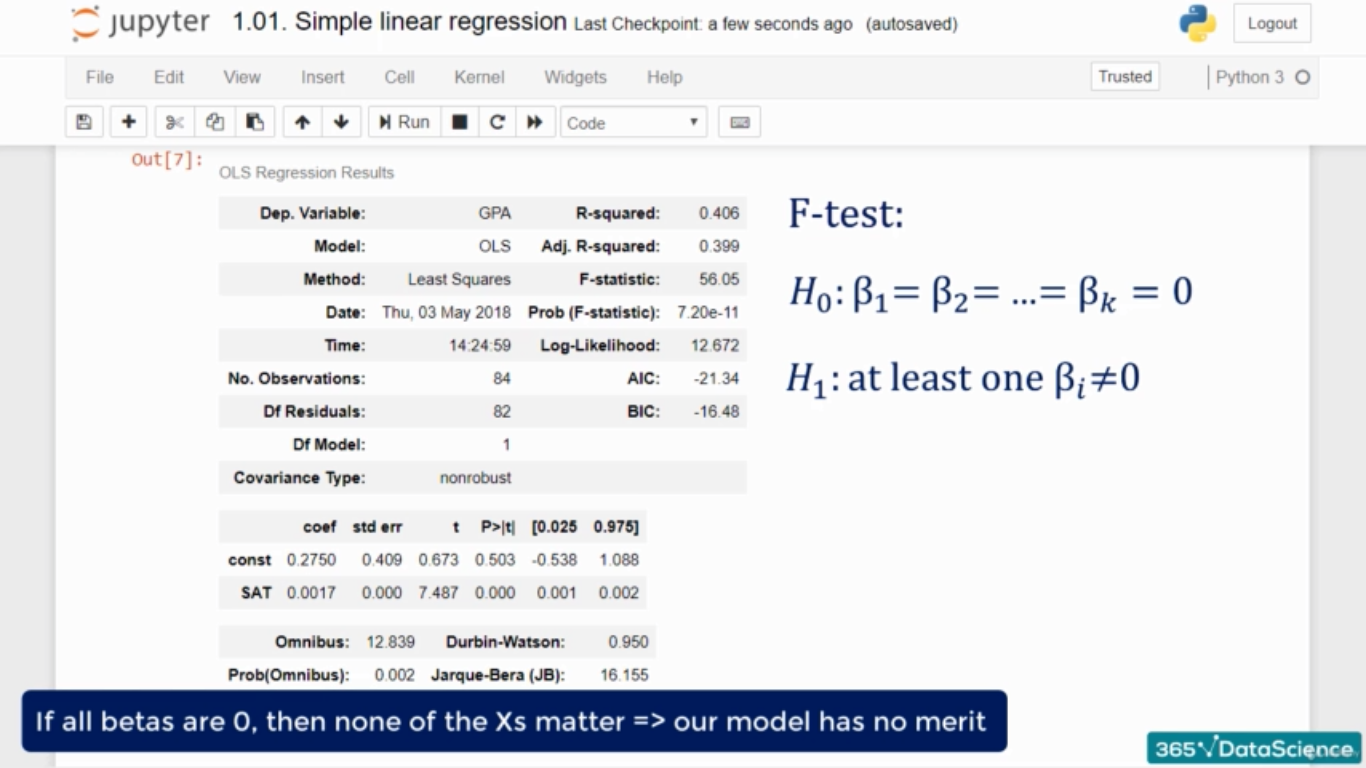 jupyter 1.01. Simple linear regression Last Checkpoint: a few seconds ago (autosaved) Logout
File Edit View Insert Cell Kernel Widgets Help Trusted Python 3
Run Code
Out[7]:
OLS Regression Results
Dep. Variable: GPA R-squared: 0.406
Model: OLS Adj. R-squared: 0.399
Method: Least Squares F-statistic: 56.05
Date: Thu, 03 May 2018 Prob (F-statistic): 7.20e-11
Time: 14:24:59 Log-Likelihood: 12.672
No. Observations: 84 AIC: -21.34
Df Residuals: 82 BIC: -16.48
Df Model: 1
Covariance Type: nonrobust
coef std err t P>|t| [0.025 0.975]
const 0.2750 0.409 0.673 0.503 -0.538 1.088
SAT 0.0017 0.000 7.487 0.000 0.001 0.002
Omnibus: 12.839 Durbin-Watson: 0.950
Prob(Omnibus): 0.002 Jarque-Bera (JB): 16.155
F-test:
H₀: β₁= β₂= ...= βₖ = 0
H₁: at least one βᵢ≠0
If all betas are 0, then none of the Xs matter => our model has no merit
365 DataScience